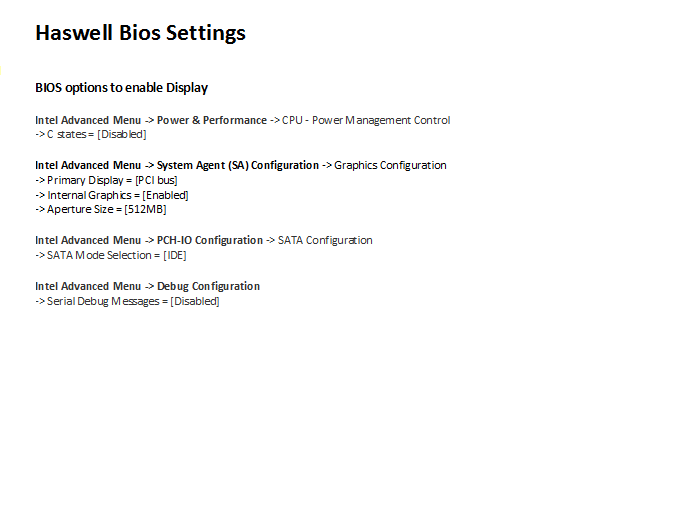 Haswell Bios Settings
BIOS options to enable Display
Intel Advanced Menu -> Power & Performance -> CPU - Power Management Control
-> C states = [Disabled]
Intel Advanced Menu -> System Agent (SA) Configuration -> Graphics Configuration
-> Primary Display = [PCI bus]
-> Internal Graphics = [Enabled]
-> Aperture Size = [512MB]
Intel Advanced Menu -> PCH-IO Configuration -> SATA Configuration
-> SATA Mode Selection = [IDE]
Intel Advanced Menu -> Debug Configuration
-> Serial Debug Messages = [Disabled]